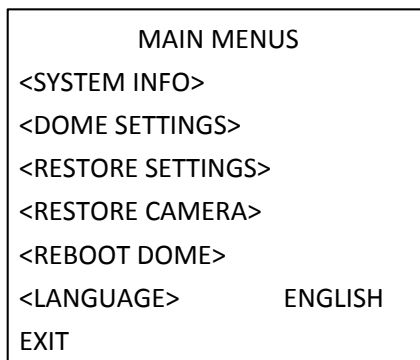 MAIN MENUS
<SYSTEM INFO>
<DOME SETTINGS>
<RESTORE SETTINGS>
<RESTORE CAMERA>
<REBOOT DOME>
<LANGUAGE> ENGLISH
EXIT